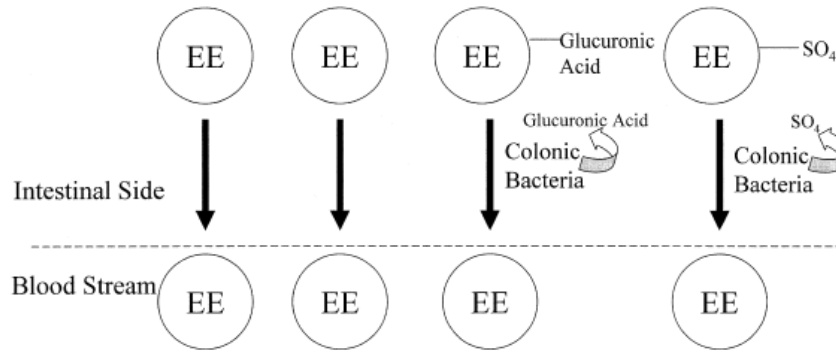 EE EE EE Glucuronic Acid EE SO₄
Glucuronic Acid SO₄
Colonic Bacteria Colonic Bacteria
Intestinal Side
Blood Stream EE EE EE EE